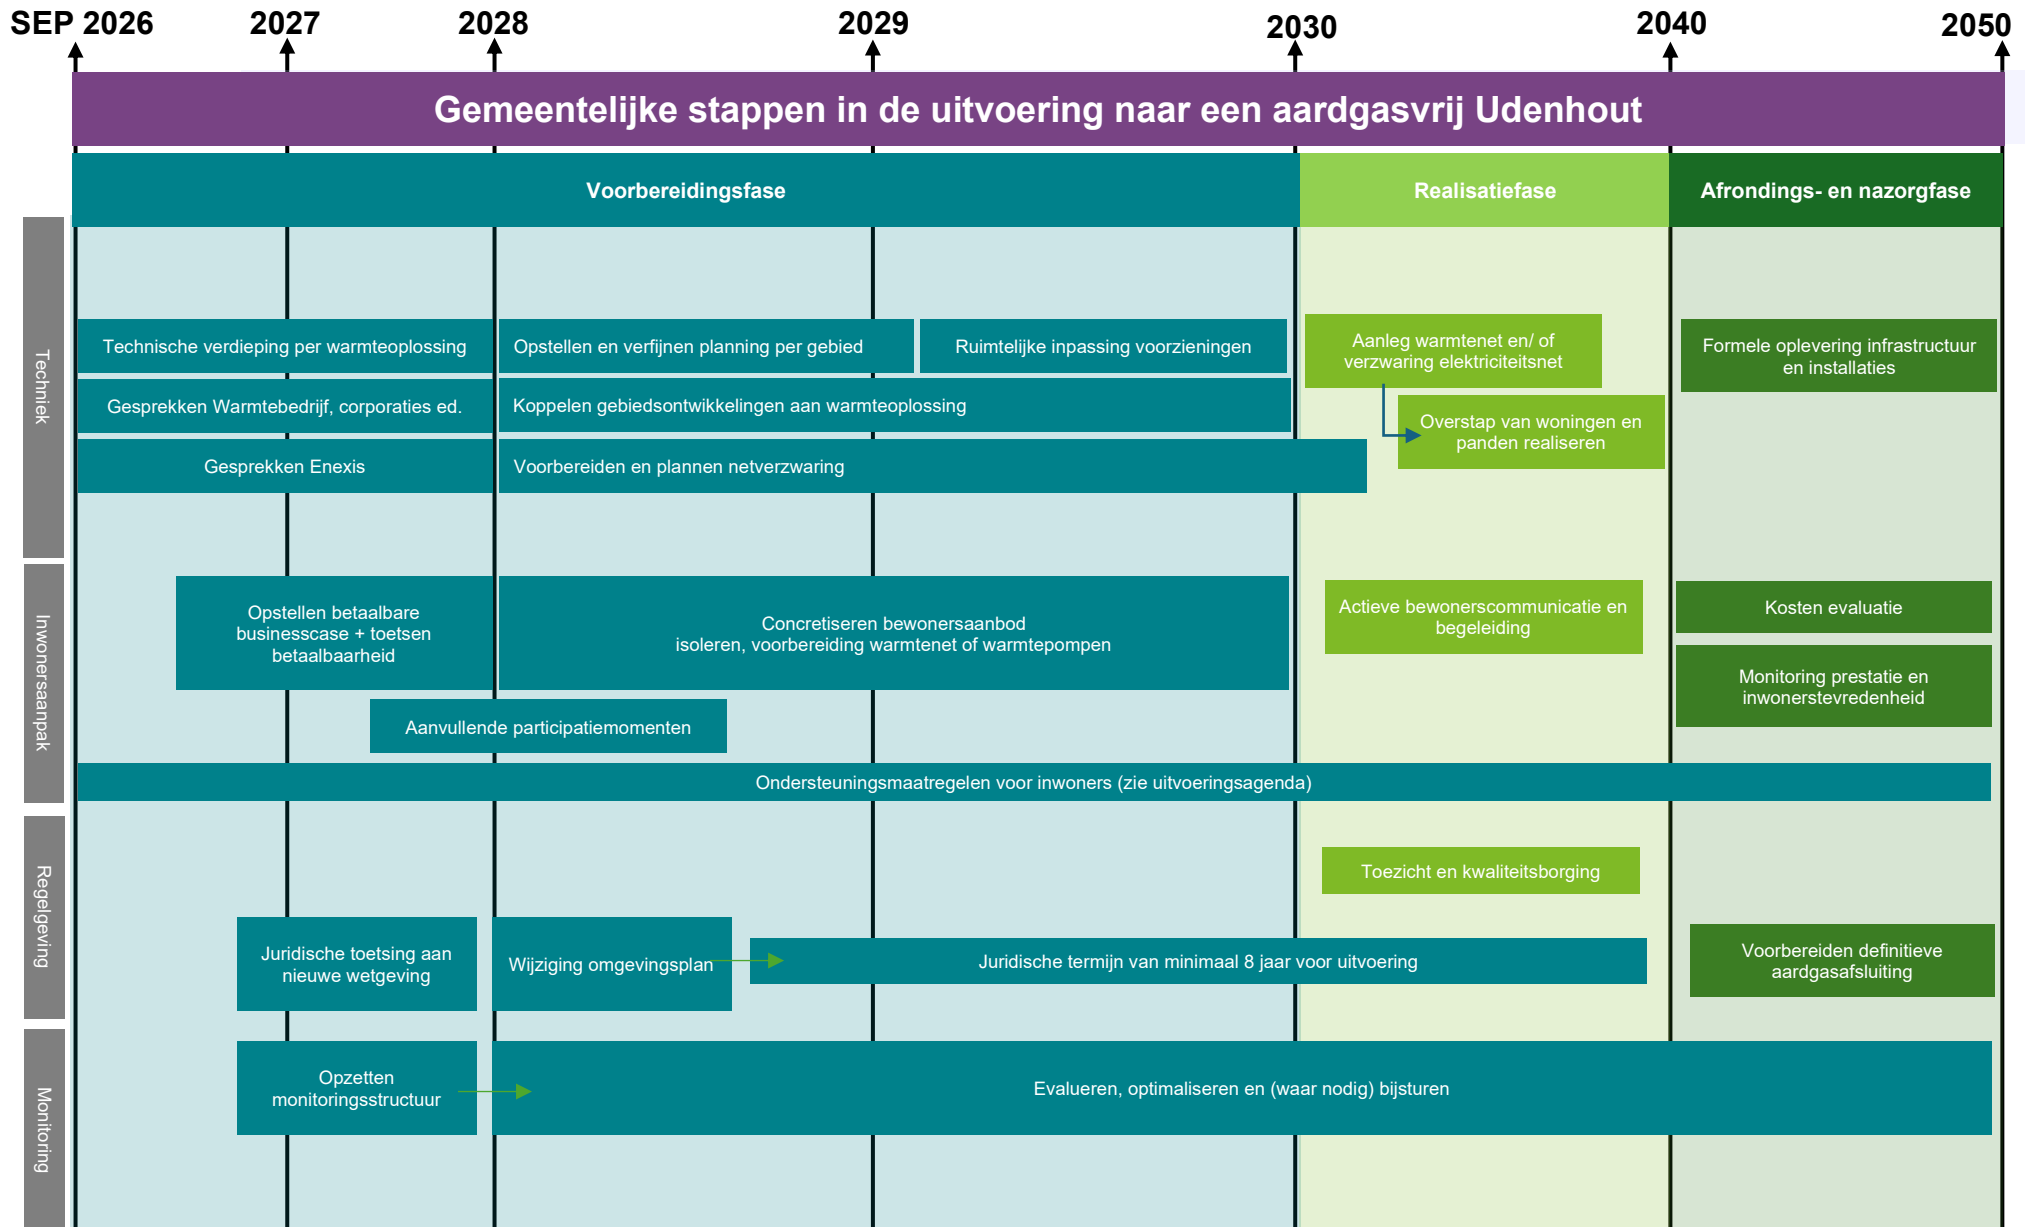 SEP 2026
2027
2028
2029
2030
2040
2050
Gemeentelijke stappen in de uitvoering naar een aardgasvrij Udenhout
Voorbereidingsfase
Realisatiefase
Afrondings- en nazorgfase
Techniek
Technische verdieping per warmteoplossing
Opstellen en verfijnen planning per gebied
Ruimtelijke inpassing voorzieningen
Aanleg warmtenet en/ of
verzwaring elektriciteitsnet
Formele oplevering infrastructuur
en installaties
Gesprekken Warmtebedrijf, corporaties ed.
Koppelen gebiedsontwikkelingen aan warmteoplossing
Overstap van woningen en
panden realiseren
Gesprekken Enexis
Voorbereiden en plannen netverzwaring
Inwonersaanpak
Opstellen betaalbare
businesscase + toetsen
betaalbaarheid
Concretiseren bewonersaanbod
isoleren, voorbereiding warmtenet of warmtepompen
Actieve bewonerscommunicatie en
begeleiding
Kosten evaluatie
Monitoring prestatie en
inwonerstevredenheid
Aanvullende participatiemomenten
Ondersteuningsmaatregelen voor inwoners (zie uitvoeringsagenda)
Regelgeving
Toezicht en kwaliteitsborging
Juridische toetsing aan
nieuwe wetgeving
Wijziging omgevingsplan
Juridische termijn van minimaal 8 jaar voor uitvoering
Voorbereiden definitieve
aardgasafsluiting
Monitoring
Opzetten
monitoringsstructuur
Evalueren, optimaliseren en (waar nodig) bijsturen